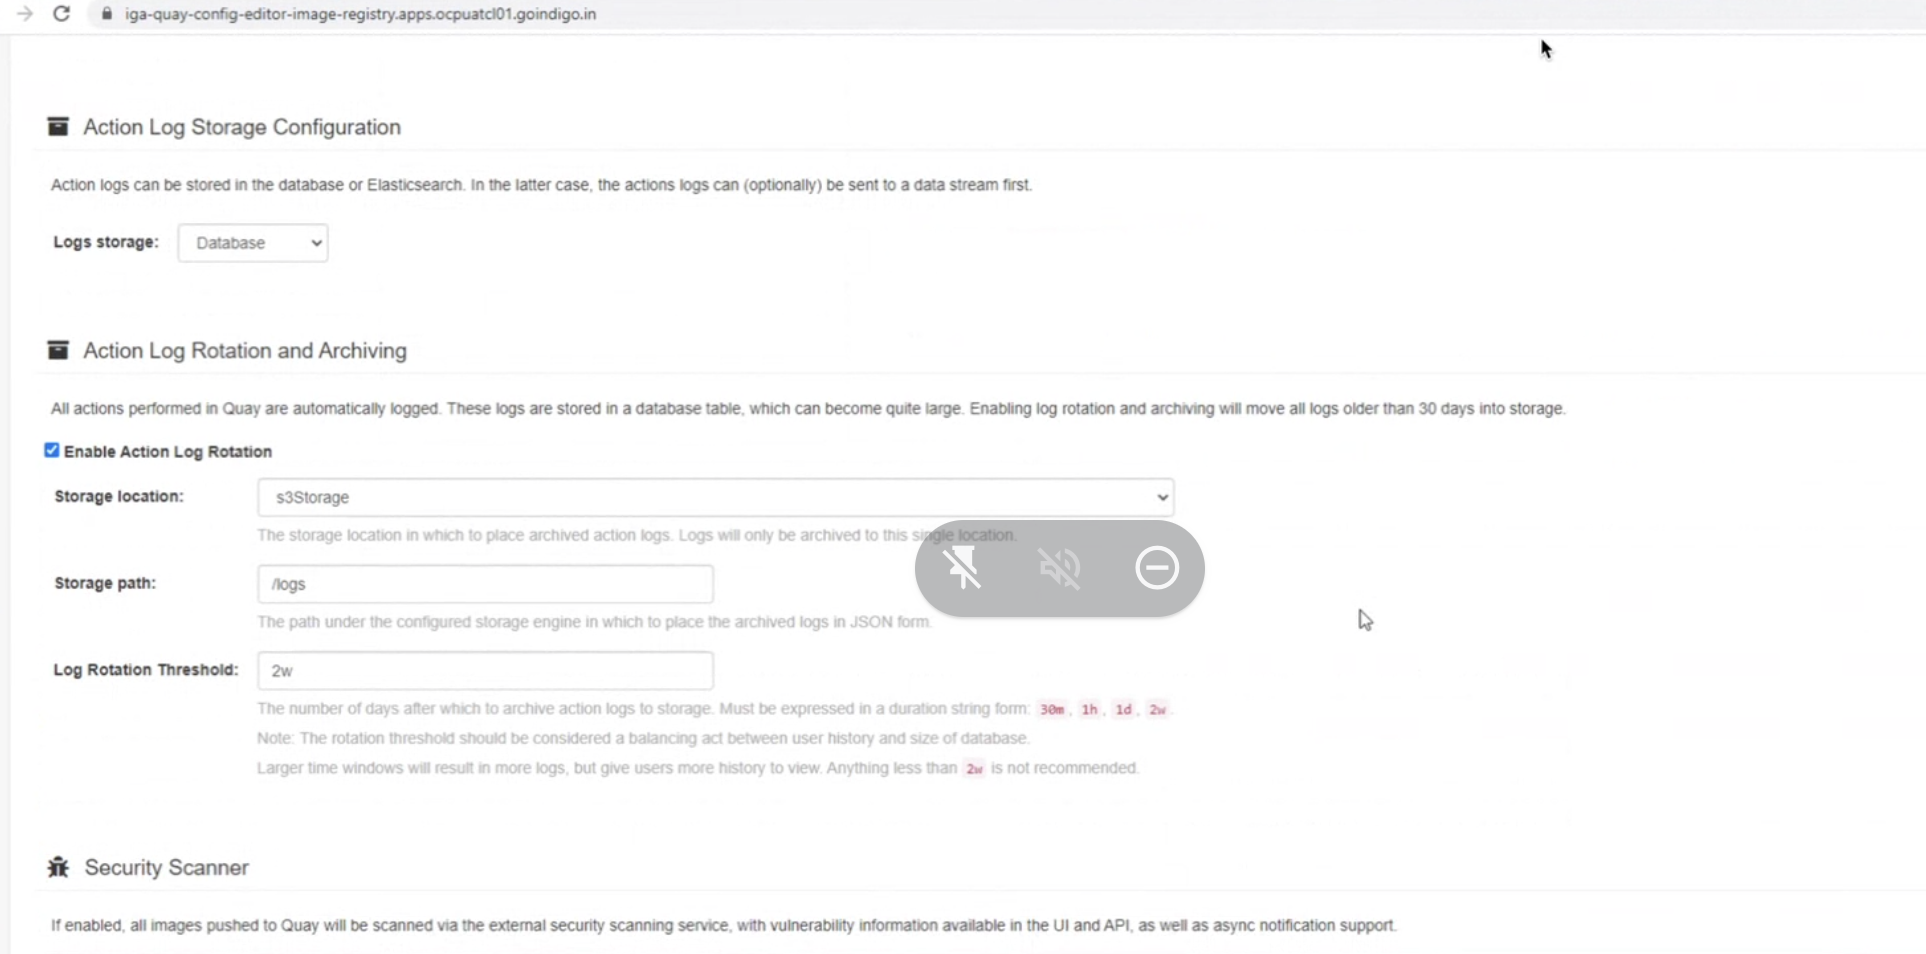 iga-quay-config-editor-image-registry.apps.ocpuatcl01.goindigo.in
Action Log Storage Configuration
Action logs can be stored in the database or Elasticsearch. In the latter case, the actions logs can (optionally) be sent to a data stream first.
Logs storage: Database
Action Log Rotation and Archiving
All actions performed in Quay are automatically logged. These logs are stored in a database table, which can become quite large. Enabling log rotation and archiving will move all logs older than 30 days into storage.
Enable Action Log Rotation
Storage location: s3Storage
The storage location in which to place archived action logs. Logs will only be archived to this single location.
Storage path: /logs
The path under the configured storage engine in which to place the archived logs in JSON form.
Log Rotation Threshold: 2w
The number of days after which to archive action logs to storage. Must be expressed in a duration string form: 30m, 1h, 1d, 2w.
Note: The rotation threshold should be considered a balancing act between user history and size of database.
Larger time windows will result in more logs, but give users more history to view. Anything less than 2w is not recommended.
Security Scanner
If enabled, all images pushed to Quay will be scanned via the external security scanning service, with vulnerability information available in the UI and API, as well as async notification support.